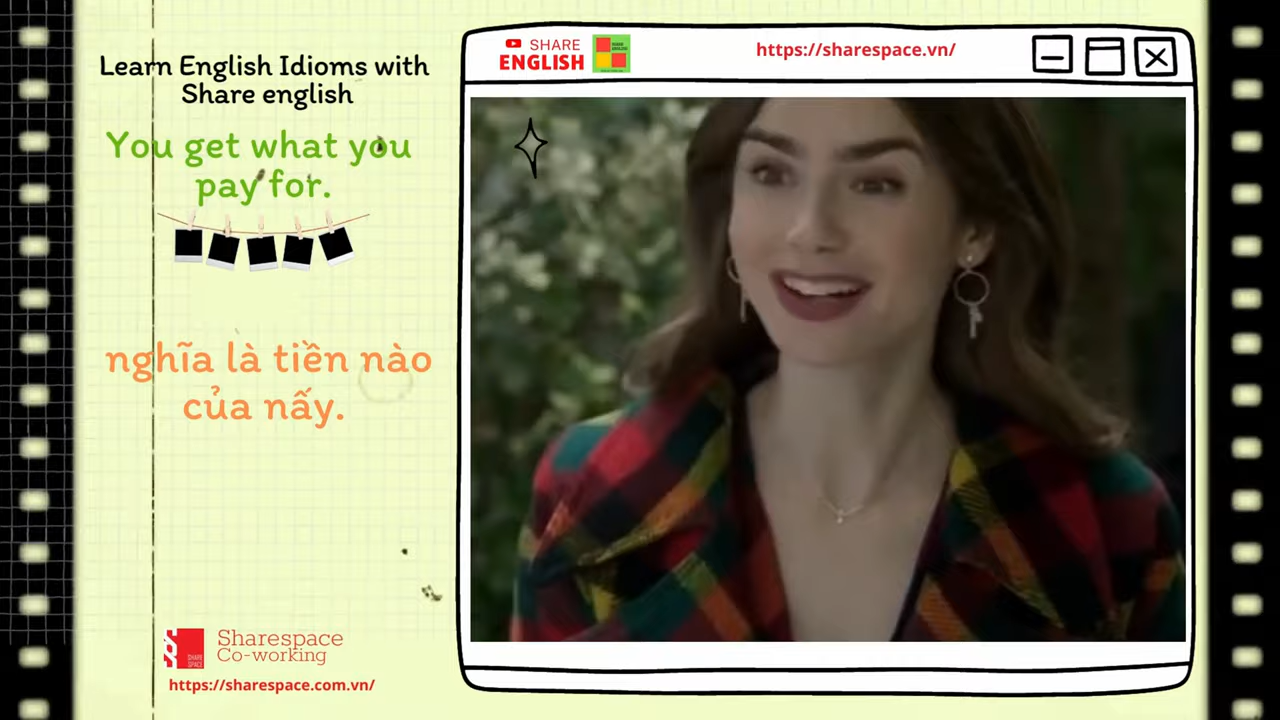 Learn English Idioms with
Share english
You get what you
pay for.
nghĩa là tiền nào
của nấy.
Sharespace
Co-working
https://sharespace.com.vn/
SHARE
ENGLISH
https://sharespace.vn/